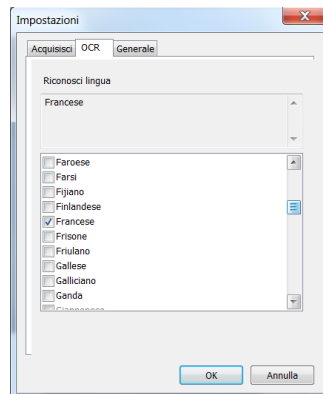 Impostazioni
Acquisisci OCR Generale
Riconosci lingua
Francese
Faroese
Farsi
Fijiano
Finlandese
Francese
Frisone
Friulano
Gallese
Galliciano
Ganda
Giapponese
OK Annulla